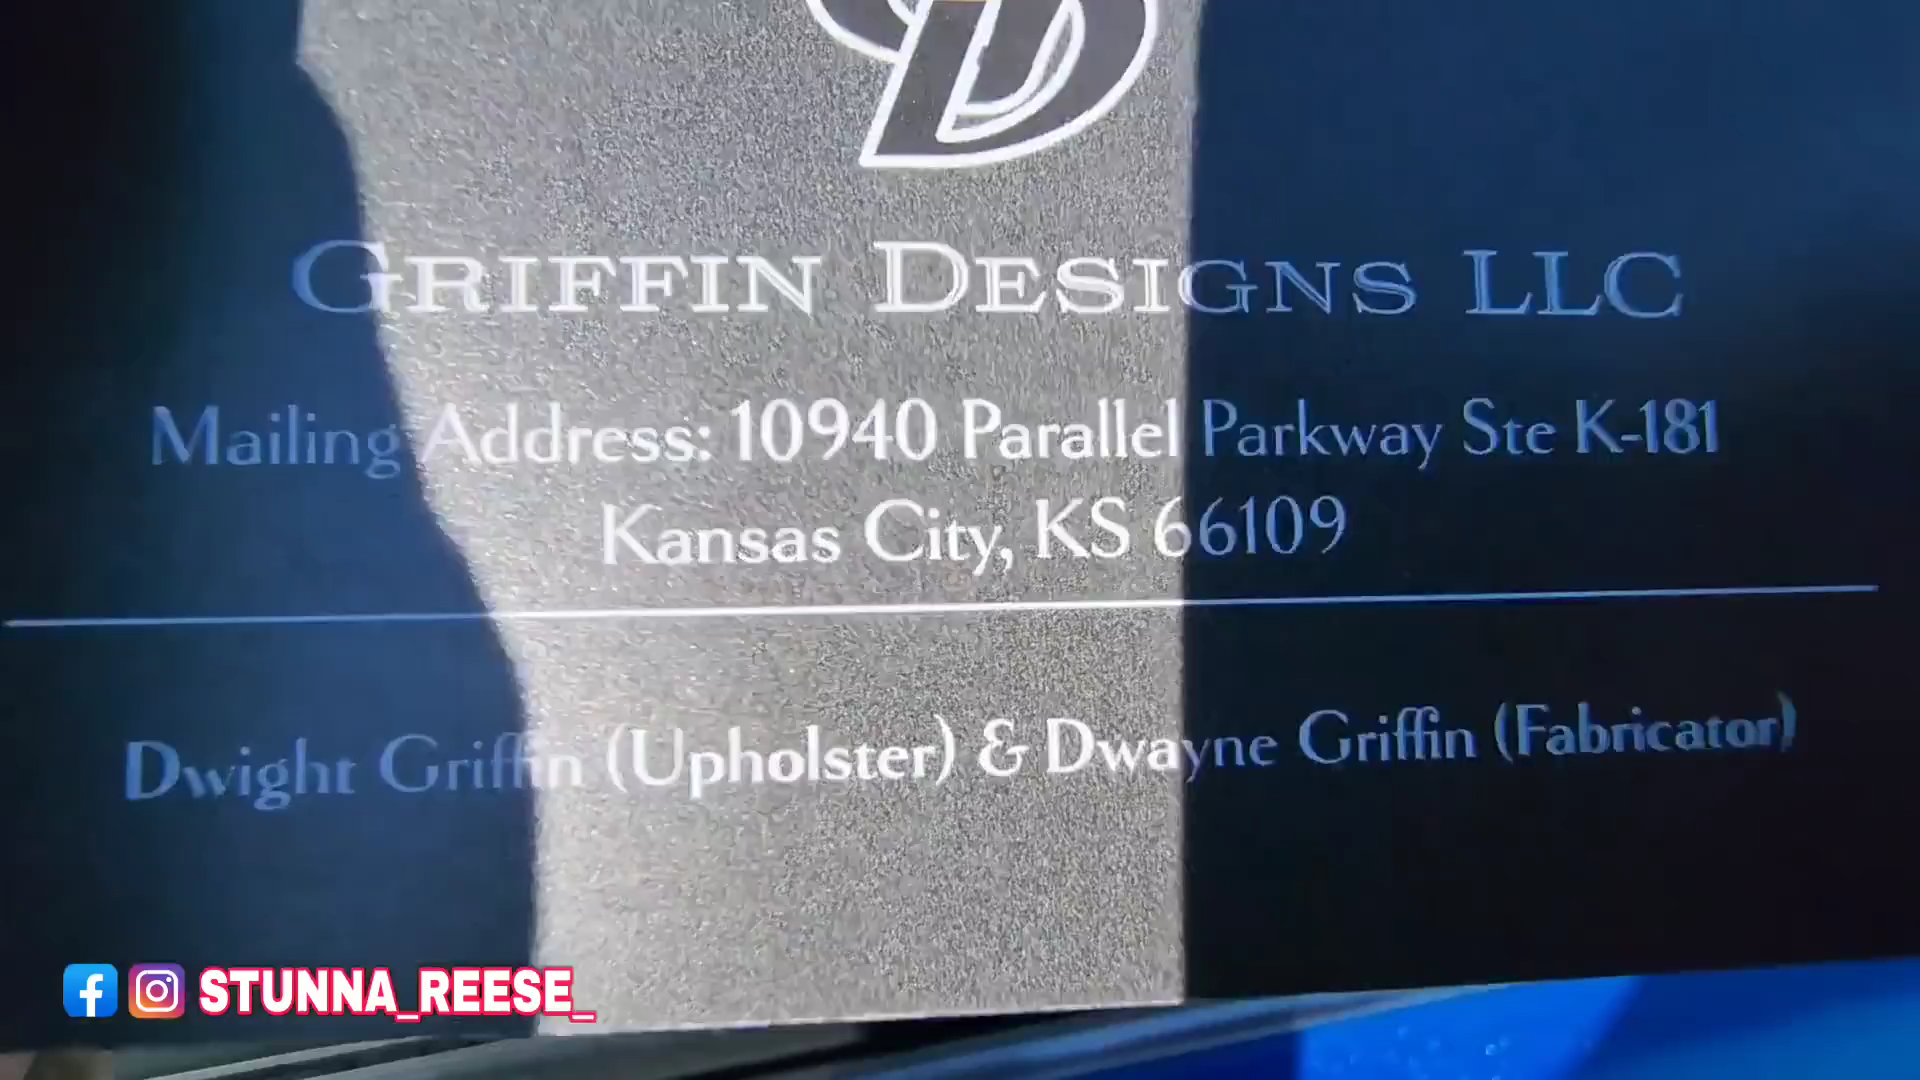 D
GRIFFIN DESIGNS LLC
Mailing Address: 10940 Parallel Parkway Ste K-181
Kansas City, KS 66109
Dwight Griffin (Upholster) & Dwayne Griffin (Fabricator)
STUNNA_REESE_